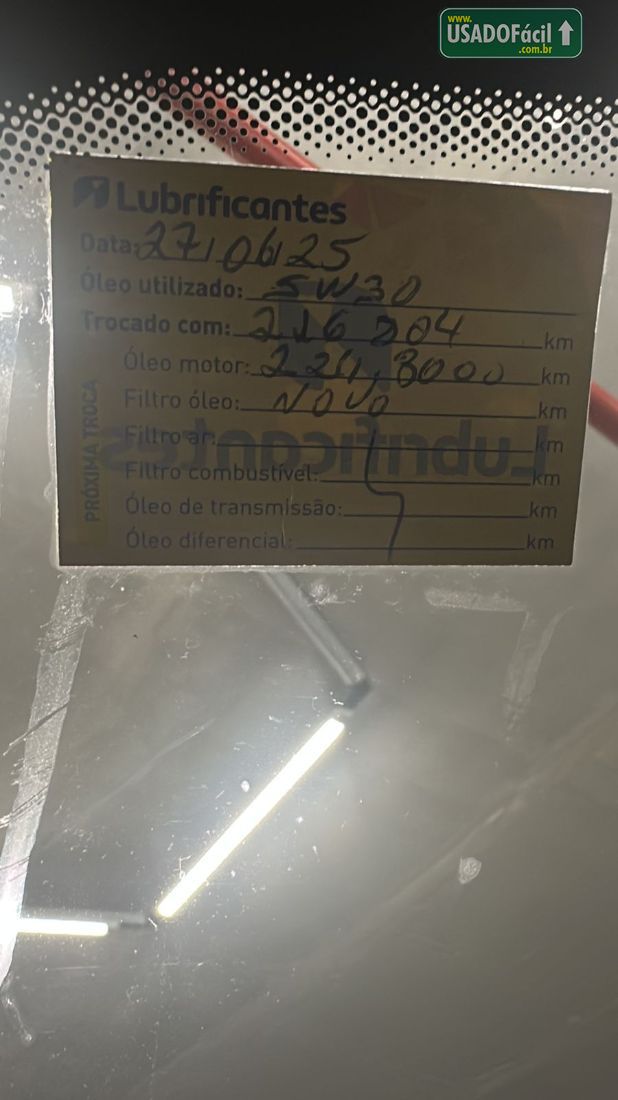 www.
USADOFácil
.com.br
Lubrificantes
Data: 27/06/25
Óleo utilizado: 5W30
Trocado com: 216 204 km
PRÓXIMA TROCA
Óleo motor: 221,8000 km
Filtro óleo: NOVO km
Filtro ar: km
Filtro combustível: km
Óleo de transmissão: km
Óleo diferencial: km
Lubrificantes